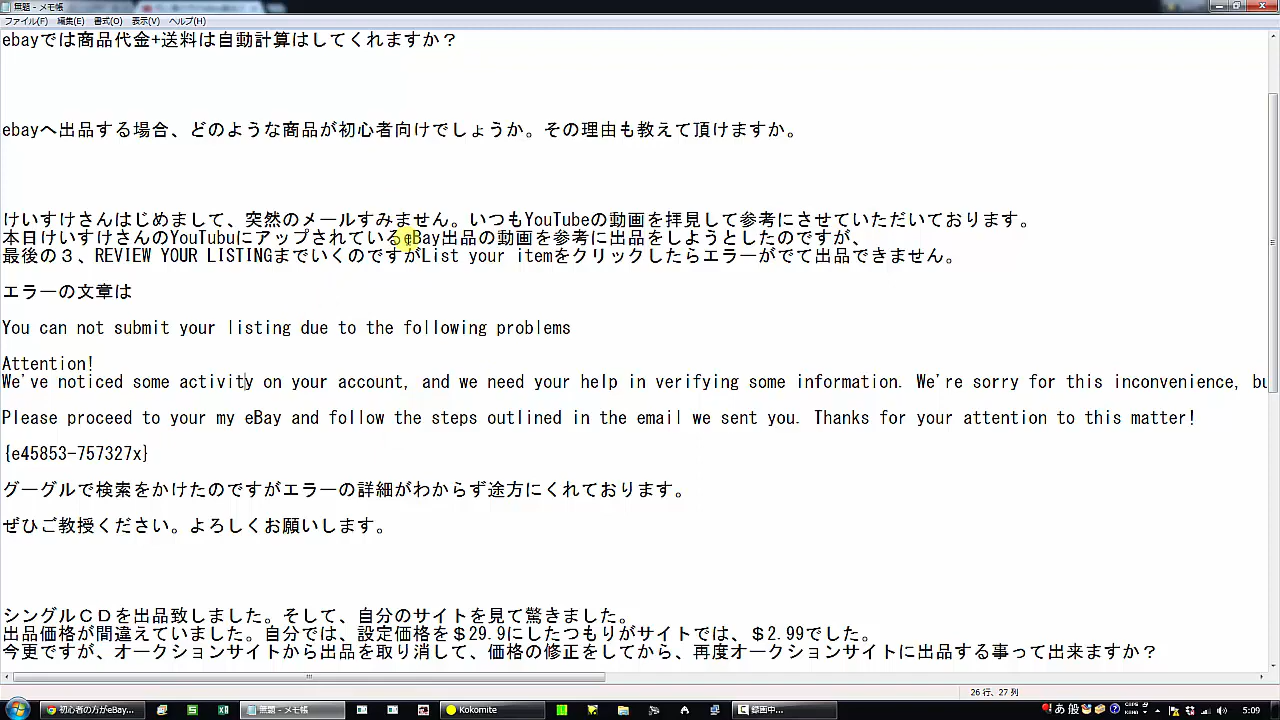 無題 - メモ帳
ファイル(F) 編集(E) 書式(O) 表示(V) ヘルプ(H)
ebayでは商品代金+送料は自動計算はしてくれますか？
ebayへ出品する場合、どのような商品が初心者向けでしょうか。その理由も教えて頂けますか。
けいすけさんはじめまして、突然のメールすみません。いつもYouTubeの動画を拝見して参考にさせていただいております。
本日けいすけさんのYouTubuにアップされているeBay出品の動画を参考に出品をしようとしたのですが、
最後の３、REVIEW YOUR LISTINGまでいくのですがList your itemをクリックしたらエラーがでて出品できません。
エラーの文章は
You can not submit your listing due to the following problems
Attention!
We've noticed some activity on your account, and we need your help in verifying some information. We're sorry for this inconvenience, bu
Please proceed to your my eBay and follow the steps outlined in the email we sent you. Thanks for your attention to this matter!
{e45853-757327x}
グーグルで検索をかけたのですがエラーの詳細がわからず途方にくれております。
ぜひご教授ください。よろしくお願いします。
シングルＣＤを出品致しました。そして、自分のサイトを見て驚きました。
出品価格が間違えていました。自分では、設定価格を＄29.9にしたつもりがサイトでは、＄2.99でした。
今更ですが、オークションサイトから出品を取り消して、価格の修正をしてから、再度オークションサイトに出品する事って出来ますか？
26 行、27 列
初心者の方がeBay... 無題 - メモ帳 Kokomite 録画中... あ 般 5:09